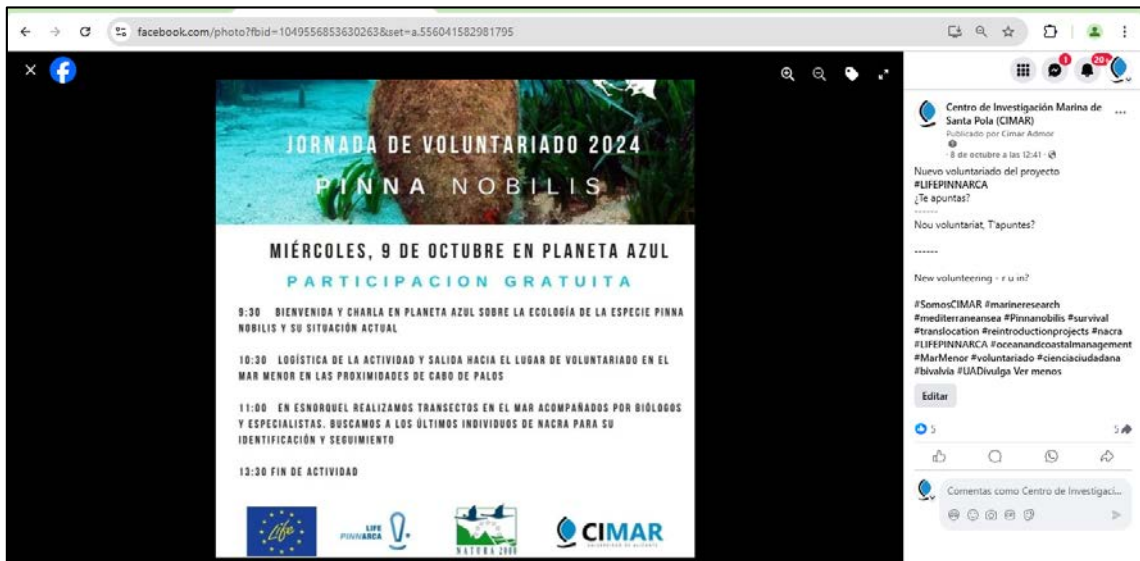 facebook.com/photo?fbid=1049556853630263&set=a.556041582981795
JORNADA DE VOLUNTARIADO 2024
PINNA NOBILIS
MIÉRCOLES, 9 DE OCTUBRE EN PLANETA AZUL
PARTICIPACION GRATUITA
9:30 BIENVENIDA Y CHARLA EN PLANETA AZUL SOBRE LA ECOLOGÍA DE LA ESPECIE PINNA
NOBILIS Y SU SITUACIÓN ACTUAL
10:30 LOGÍSTICA DE LA ACTIVIDAD Y SALIDA HACIA EL LUGAR DE VOLUNTARIADO EN EL
MAR MENOR EN LAS PROXIMIDADES DE CABO DE PALOS
11:00 EN ESNORQUEL REALIZAMOS TRANSECTOS EN EL MAR ACOMPAÑADOS POR BIÓLOGOS
Y ESPECIALISTAS. BUSCAMOS A LOS ÚLTIMOS INDIVIDUOS DE NACRA PARA SU
IDENTIFICACIÓN Y SEGUIMIENTO
13:30 FIN DE ACTIVIDAD
Life
LIFE
PINNARCA
NATURA 2000
CIMAR
UNIVERSIDAD DE ALICANTE
1
20+
Centro de Investigación Marina de
Santa Pola (CIMAR)
Publicado por Cimar Admor
· 8 de octubre a las 12:41 ·
Nuevo voluntariado del proyecto
#LIFEPINNARCA
¿Te apuntas?
------
Nou voluntariat, T'apuntes?
------
New volunteering - r u in?
#SomosCIMAR #marineresearch
#mediterraneansea #Pinnanobilis #survival
#translocation #reintroductionprojects #nacra
#LIFEPINNARCA #oceanandcoastalmanagement
#MarMenor #voluntariado #cienciaciudadana
#bivalvia #UADivulga Ver menos
Editar
5
5
Comentas como Centro de Investigaci...